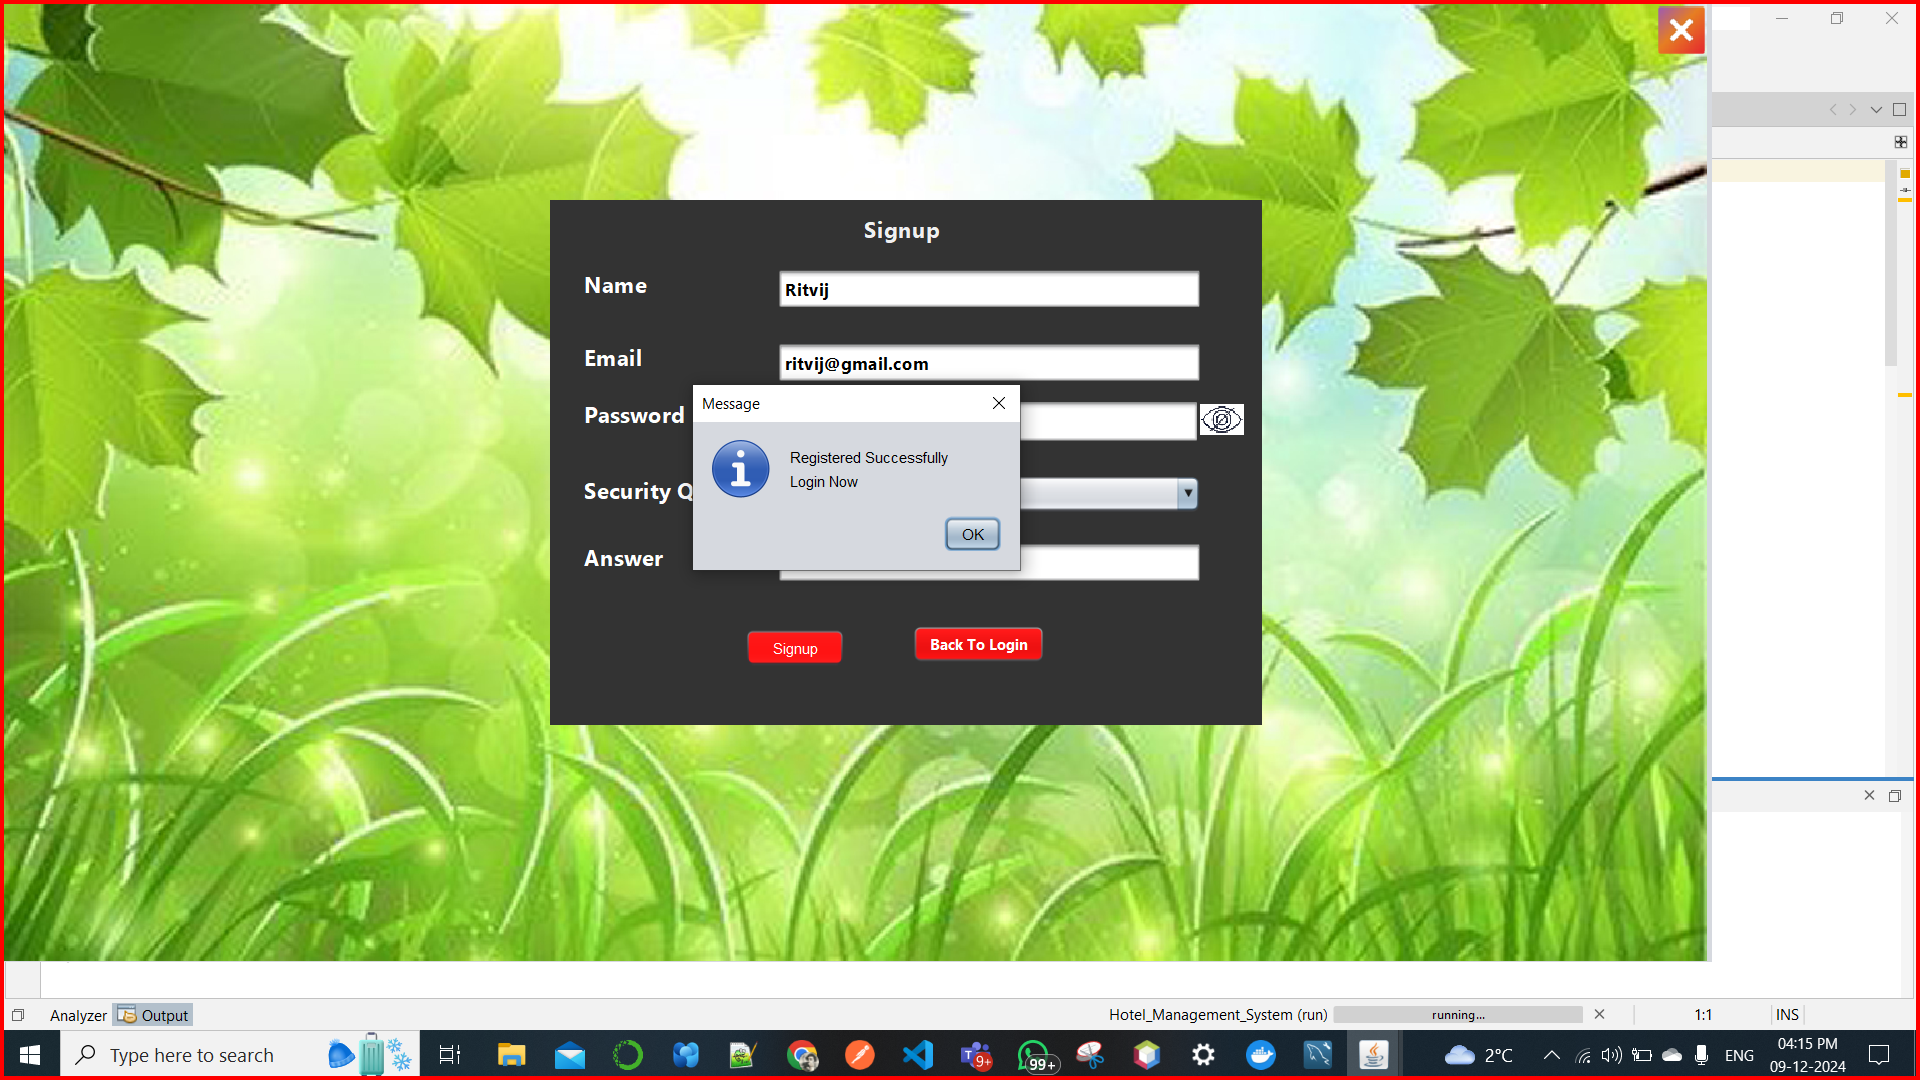 Signup
Name
Ritvij
Email
ritvij@gmail.com
Password
Message
Registered Successfully
Login Now
OK
Security Q
Answer
Signup
Back To Login
Analyzer
Output
Hotel_Management_System (run)
running...
1:1
INS
Type here to search
9+
99+
2°C
ENG
04:15 PM
09-12-2024